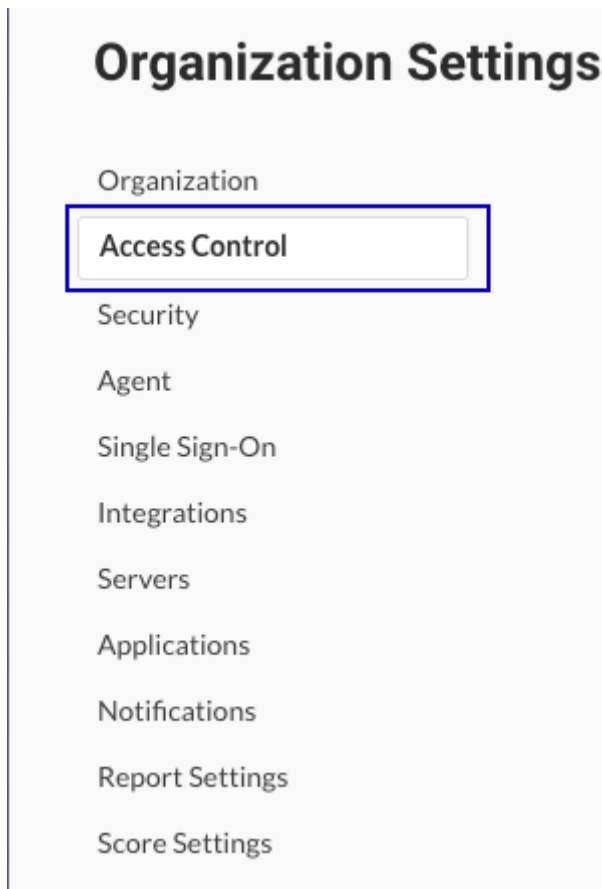 Organization Settings
Organization
Access Control
Security
Agent
Single Sign-On
Integrations
Servers
Applications
Notifications
Report Settings
Score Settings